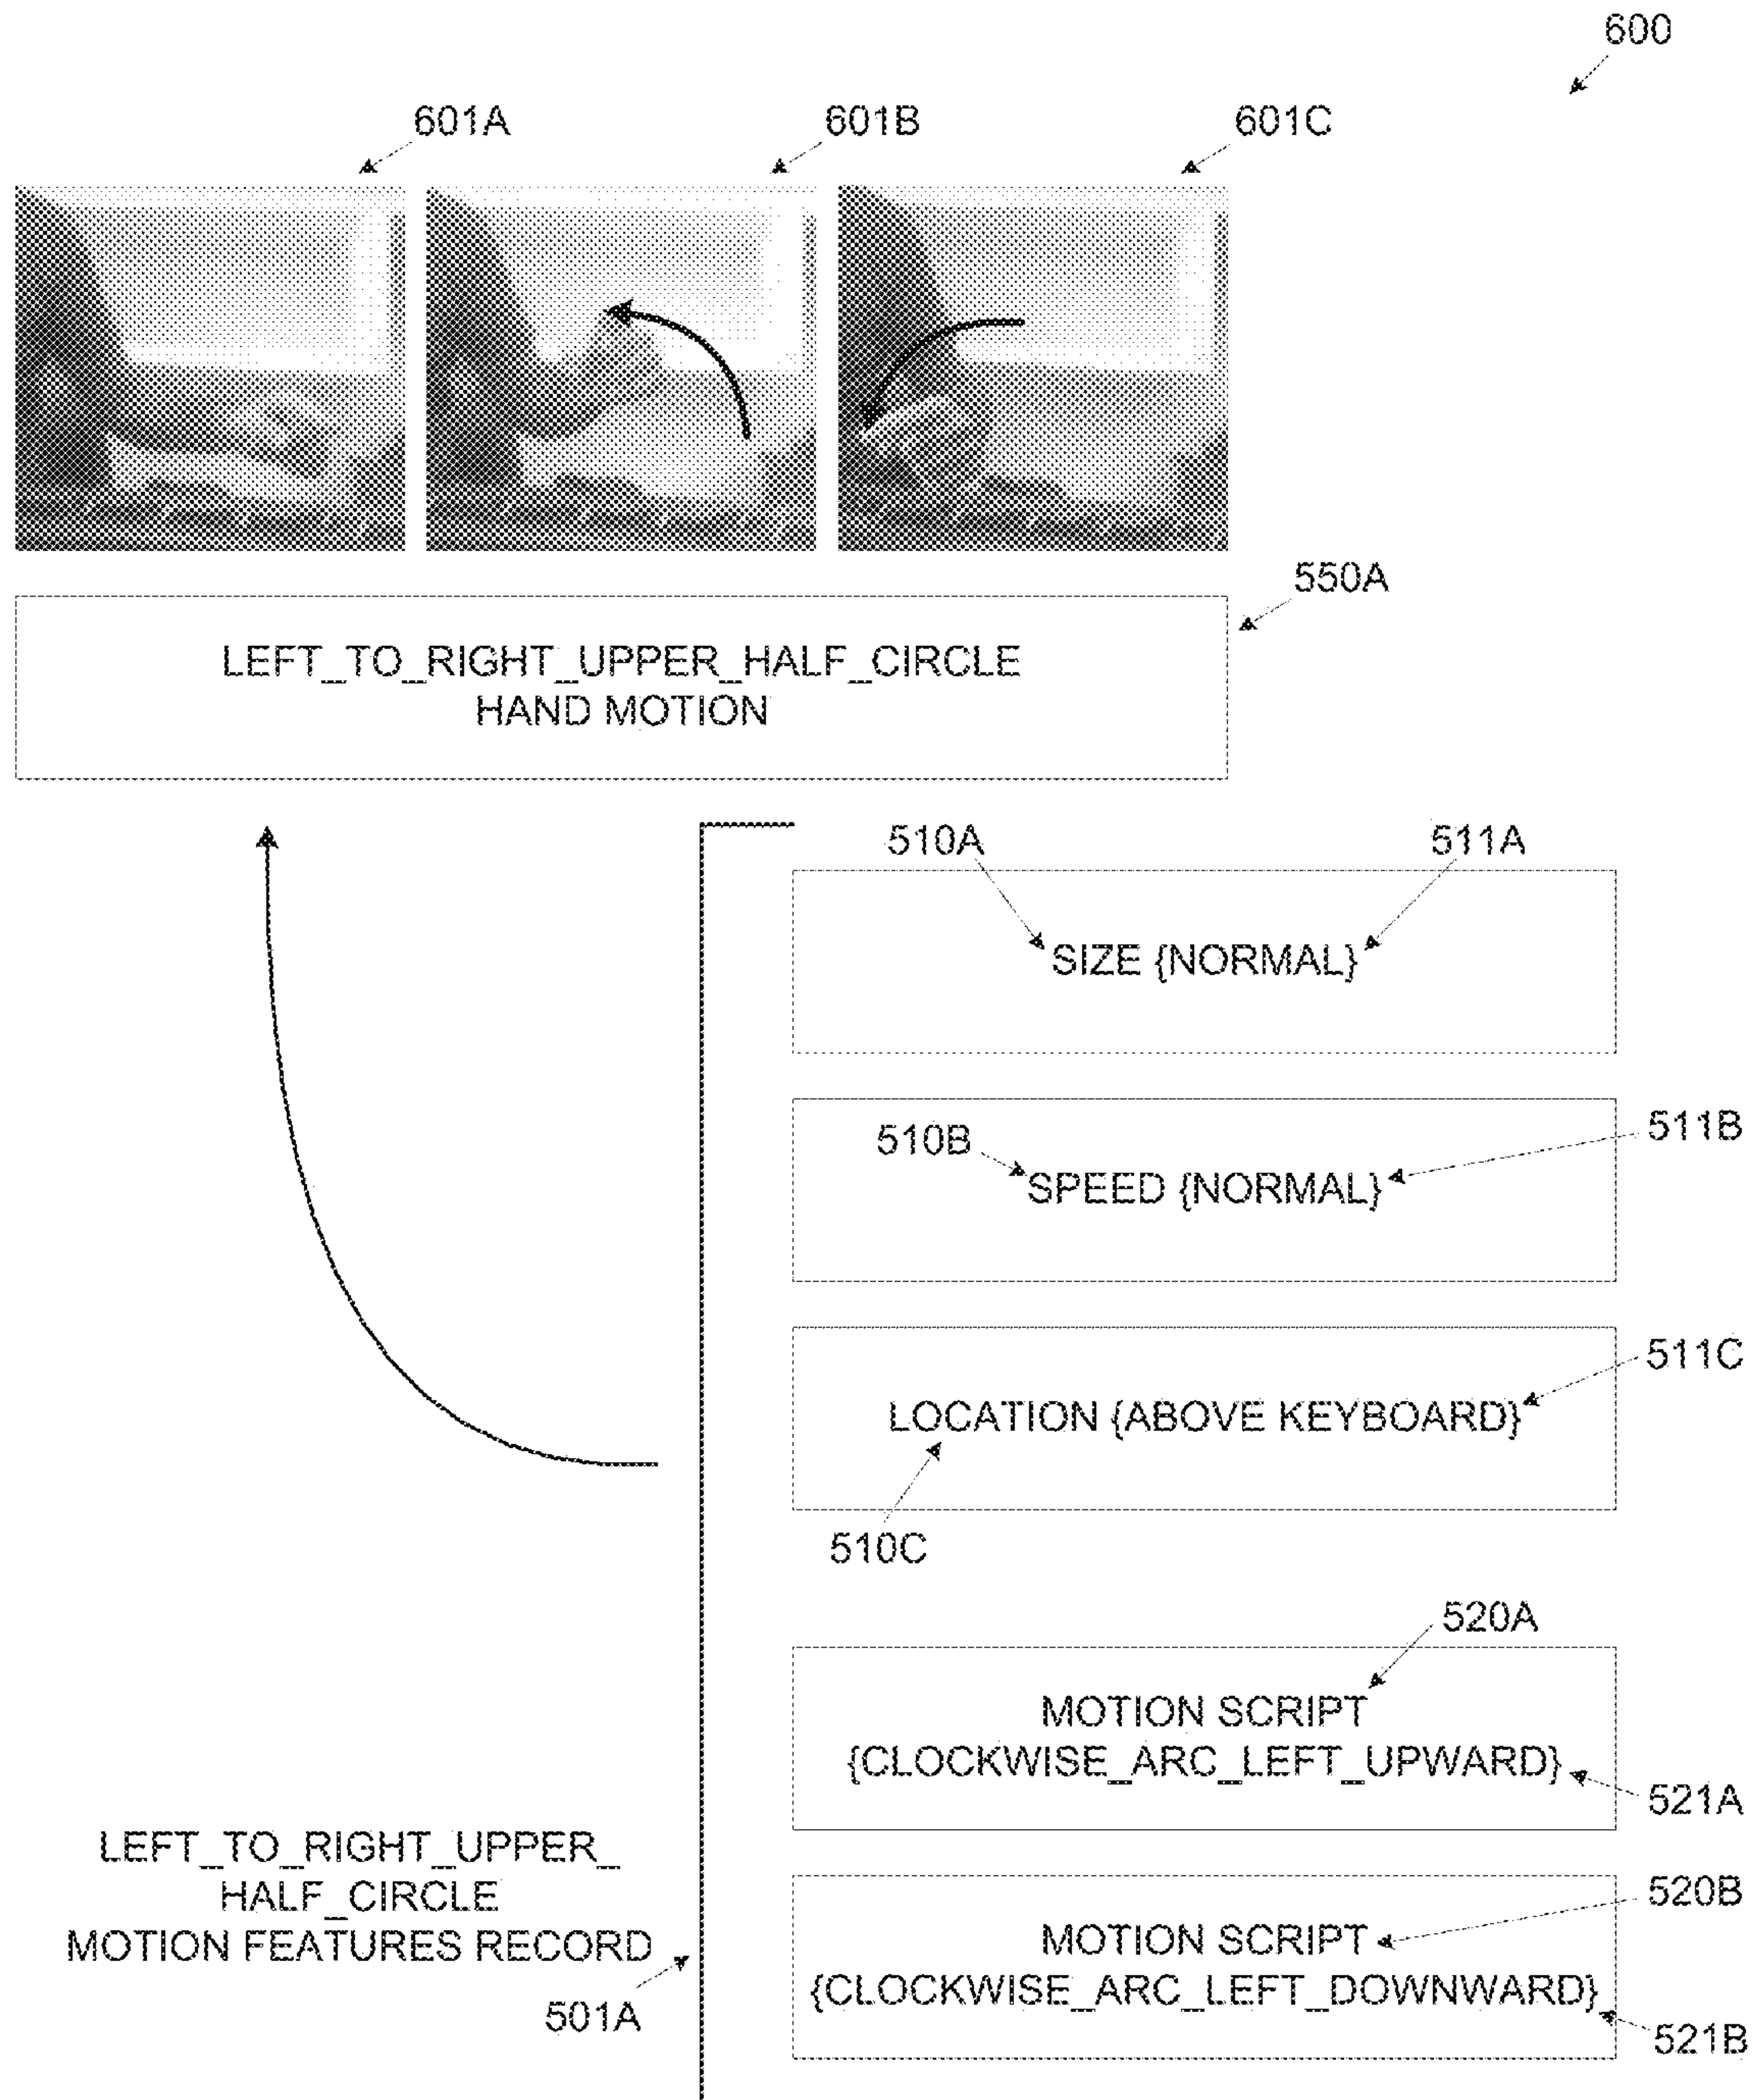 600
601A
601B
601C
550A
LEFT_TO_RIGHT_UPPER_HALF_CIRCLE
HAND MOTION
510A
511A
SIZE {NORMAL}
510B
511B
SPEED {NORMAL}
511C
LOCATION {ABOVE KEYBOARD}
510C
520A
MOTION SCRIPT
{CLOCKWISE_ARC_LEFT_UPWARD}
521A
LEFT_TO_RIGHT_UPPER_
HALF_CIRCLE
MOTION FEATURES RECORD
501A
520B
MOTION SCRIPT
{CLOCKWISE_ARC_LEFT_DOWNWARD}
521B